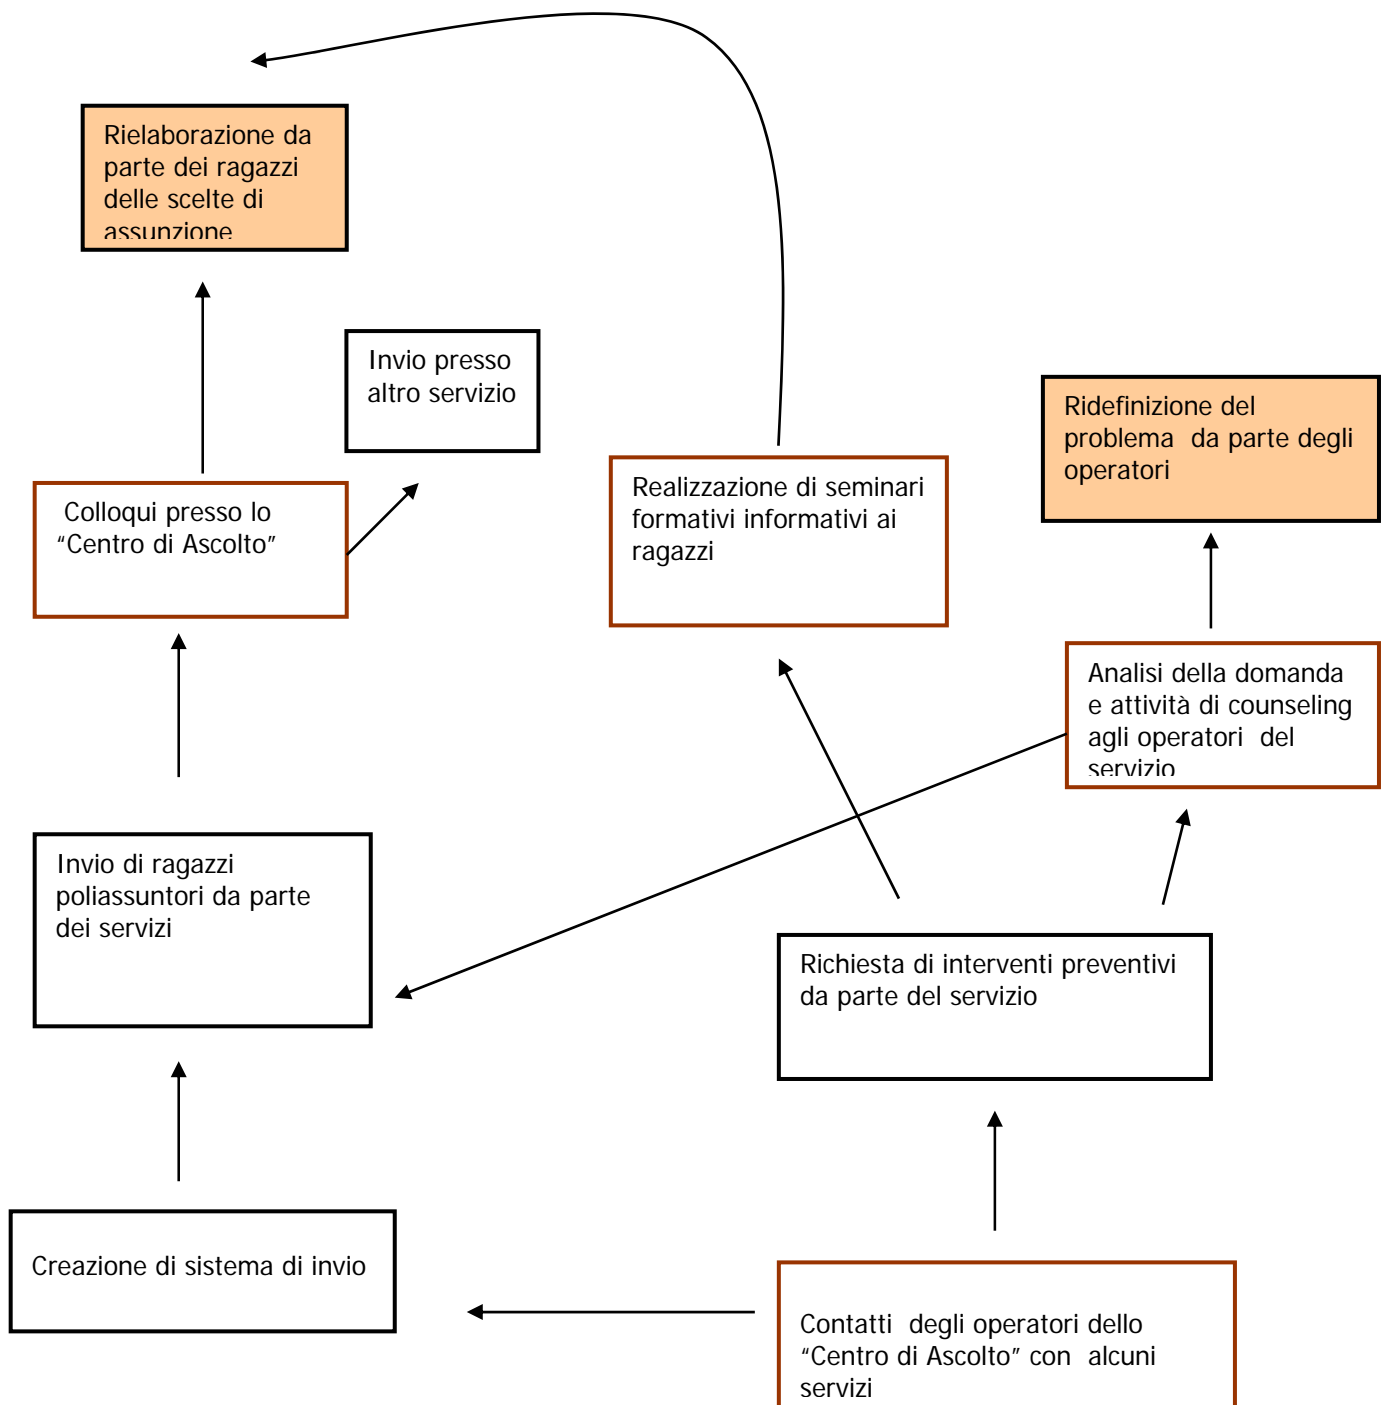 Rielaborazione da
parte dei ragazzi
delle scelte di
assunzione
Invio presso
altro servizio
Ridefinizione del
problema  da parte degli
operatori
Colloqui presso lo
“Centro di Ascolto”
Realizzazione di seminari
formativi informativi ai
ragazzi
Analisi della domanda
e attività di counseling
agli operatori  del
servizio
Invio di ragazzi
poliassuntori da parte
dei servizi
Richiesta di interventi preventivi
da parte del servizio
Creazione di sistema di invio
Contatti  degli operatori dello
“Centro di Ascolto” con  alcuni
servizi